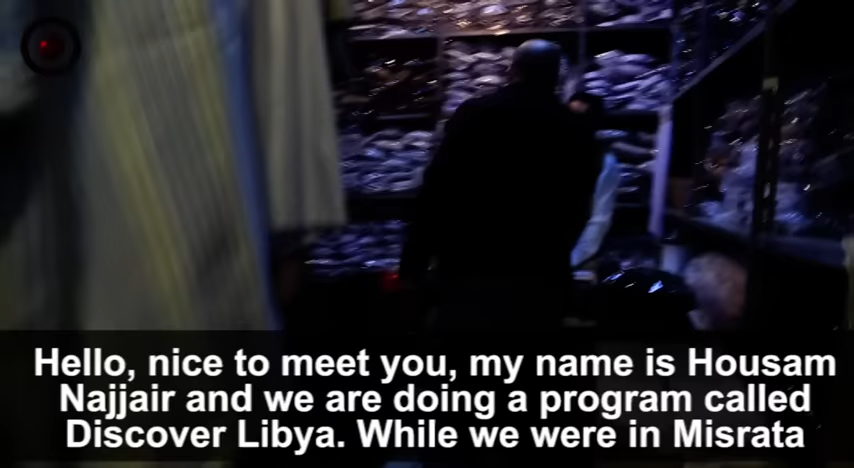 Hello, nice to meet you, my name is Housam
Najjair and we are doing a program called
Discover Libya. While we were in Misrata